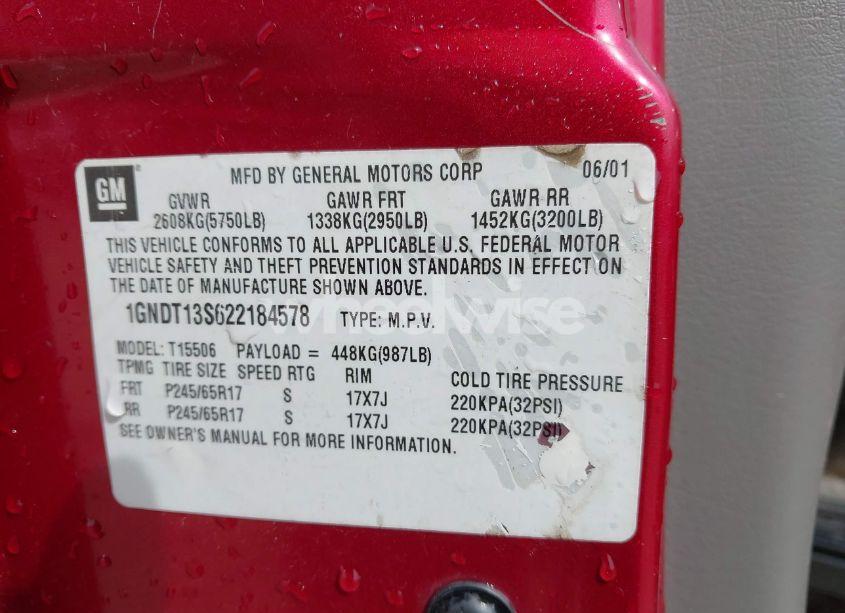 GM
MFD BY GENERAL MOTORS CORP 06/01
GVWR GAWR FRT GAWR RR
2608KG(5750LB) 1338KG(2950LB) 1452KG(3200LB)
THIS VEHICLE CONFORMS TO ALL APPLICABLE U.S. FEDERAL MOTOR
VEHICLE SAFETY AND THEFT PREVENTION STANDARDS IN EFFECT ON
THE DATE OF MANUFACTURE SHOWN ABOVE.
1GNDT13S622184578 TYPE: M.P.V.
wheelwise
MODEL: T15506 PAYLOAD = 448KG(987LB)
TPMG TIRE SIZE SPEED RTG RIM COLD TIRE PRESSURE
FRT P245/65R17 S 17X7J 220KPA(32PSI)
RR P245/65R17 S 17X7J 220KPA(32PSI)
SEE OWNER'S MANUAL FOR MORE INFORMATION.